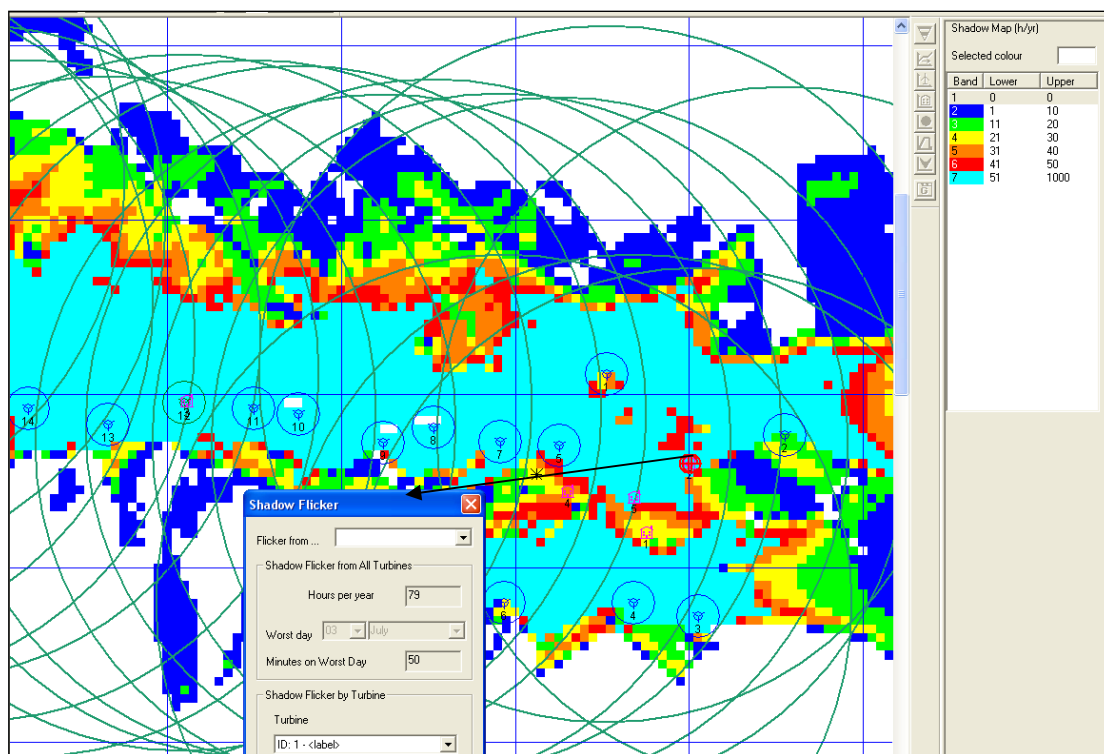 Shadow Map (h/yr)
Selected colour
Band Lower Upper
1 0 0
2 1 10
3 11 20
4 21 30
5 31 40
6 41 50
7 51 1000
1
14
13
12
11
10
9
8
7
2
4
5
1
6
4
3
Shadow Flicker
Flicker from ...
Shadow Flicker from All Turbines
Hours per year 79
Worst day 03 July
Minutes on Worst Day 50
Shadow Flicker by Turbine
Turbine
ID: 1 - <label>